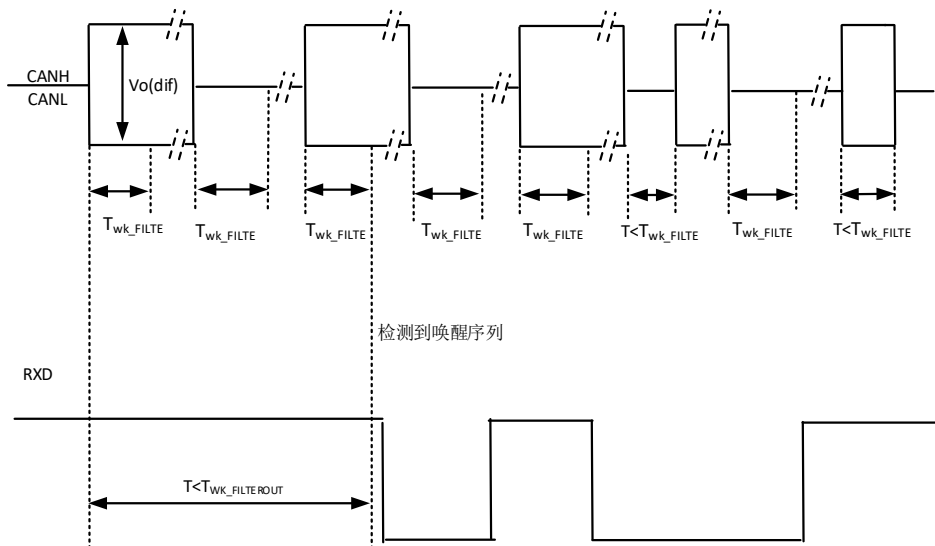 CANH
CANL
Vo(dif)
Twk_FILTE
Twk_FILTE
Twk_FILTE
Twk_FILTE
Twk_FILTE
T<Twk_FILTE
Twk_FILTE
T<Twk_FILTE
检测到唤醒序列
RXD
T<TWK_FILTEROUT